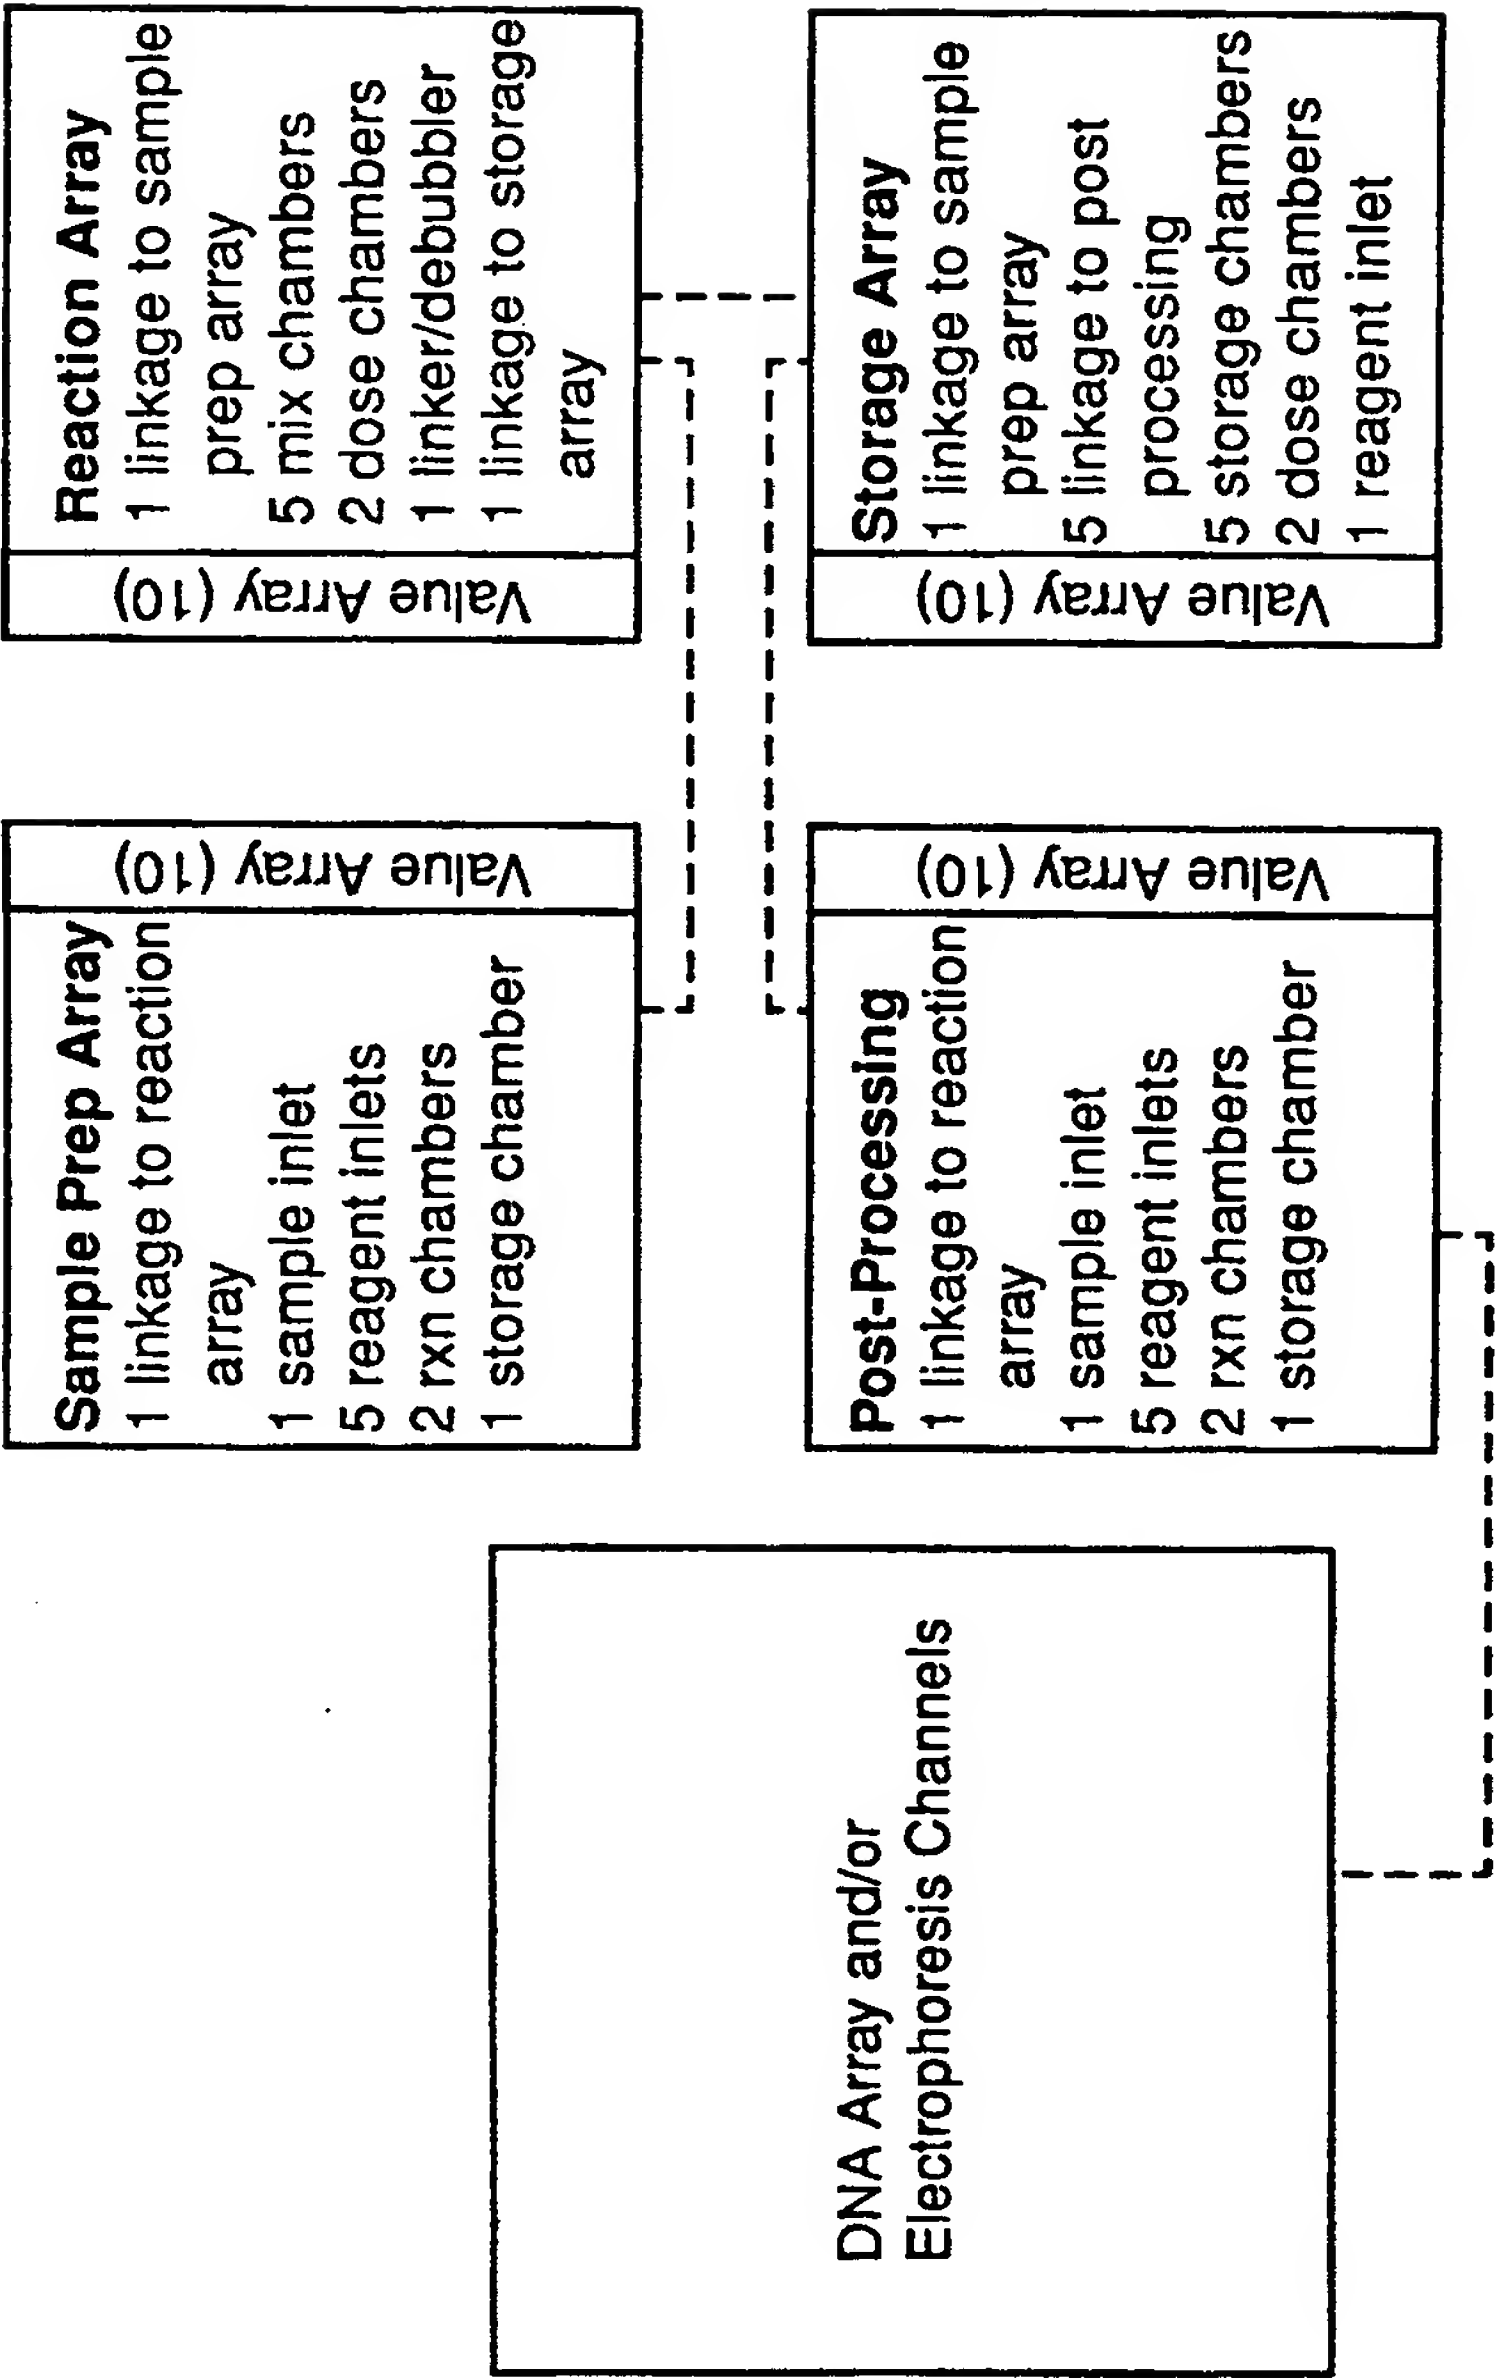 Sample Prep Array
1 linkage to reaction
array
1 sample inlet
5 reagent inlets
2 rxn chambers
1 storage chamber
Value Array (10)
Reaction Array
1 linkage to sample
prep array
5 mix chambers
2 dose chambers
1 linker/debubbler
1 linkage to storage
array
Value Array (10)
DNA Array and/or
Electrophoresis Channels
Post-Processing
1 linkage to reaction
array
1 sample inlet
5 reagent inlets
2 rxn chambers
1 storage chamber
Value Array (10)
Storage Array
1 linkage to sample
prep array
5 linkage to post
processing
5 storage chambers
2 dose chambers
1 reagent inlet
Value Array (10)